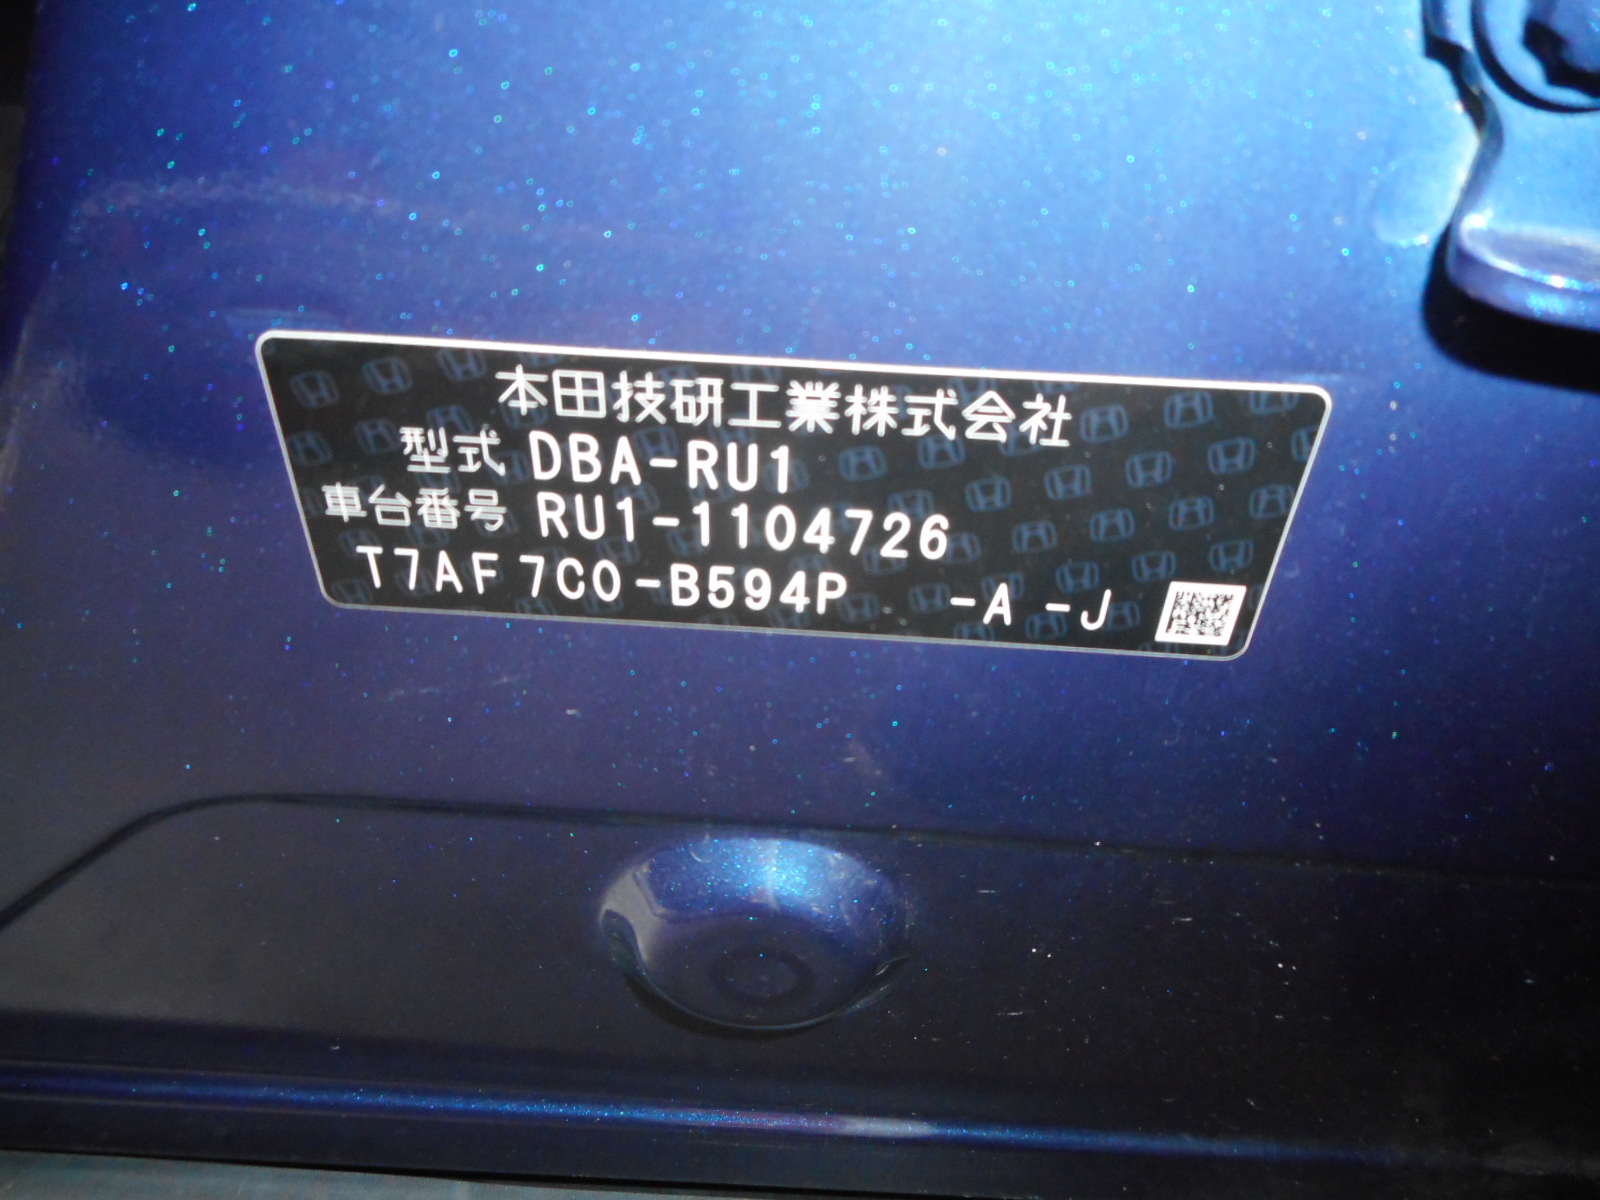 本田技研工業株式会社
型式 DBA-RU1
車台番号 RU1-1104726
T7AF 7C0-B594P -A -J